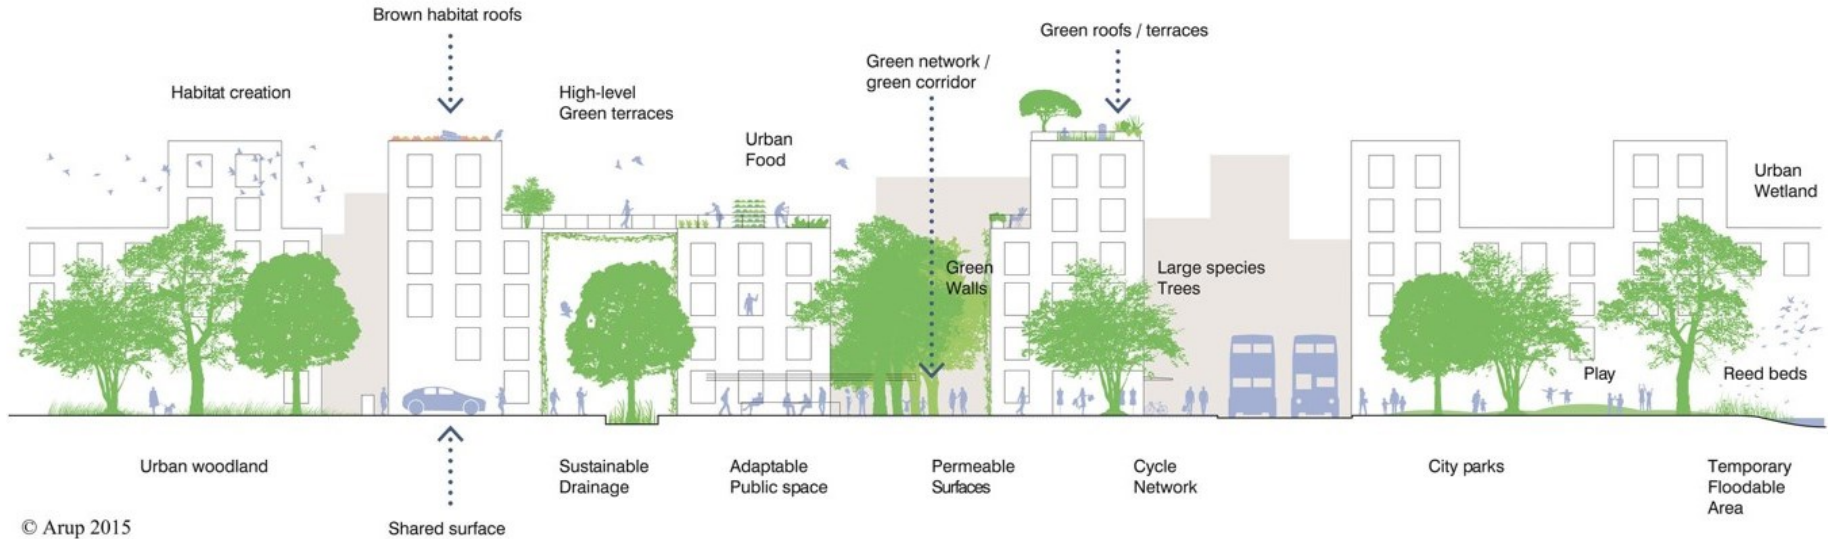 Brown habitat roofs
Green roofs / terraces
Green network /
green corridor
Habitat creation
High-level
Green terraces
Urban
Food
Urban
Wetland
Green
Walls
Large species
Trees
Play
Reed beds
Urban woodland
Sustainable
Drainage
Adaptable
Public space
Permeable
Surfaces
Cycle
Network
City parks
Temporary
Floodable
Area
© Arup 2015
Shared surface